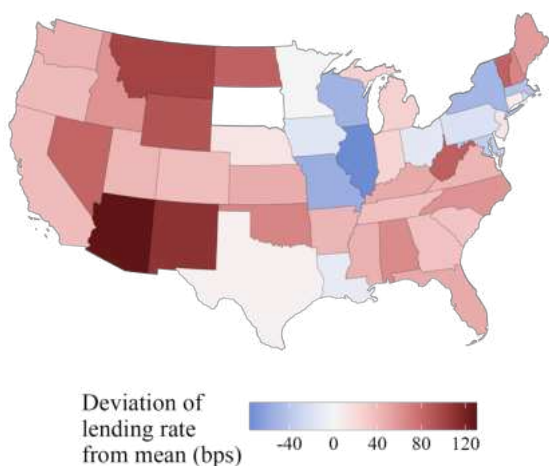 Deviation of
lending rate
from mean (bps)
-40 0 40 80 120